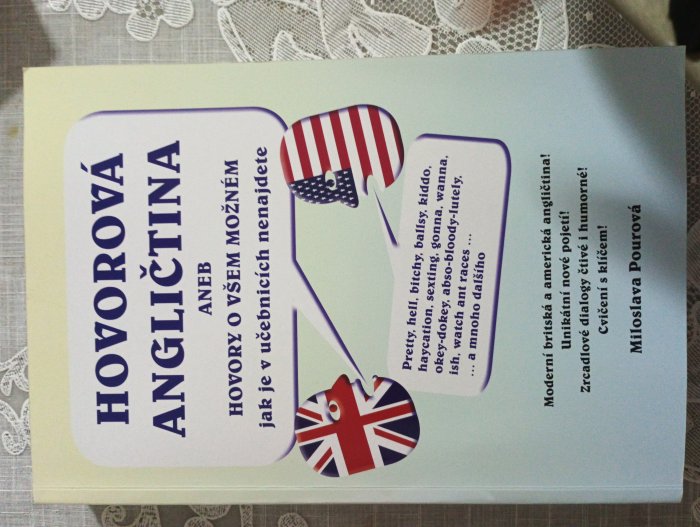 HOVOROVÁ
ANGLIČTINA
ANEB
HOVORY O VŠEM MOŽNÉM
jak je v učebnicích nenajdete
Pretty, hell, bitchy, ballsy, kiddo,
haycation, sexting, gonna, wanna,
okey-dokey, abso-bloody-lutely,
ish, watch ant races ...
... a mnoho dalšího
Moderní britská a americká angličtina!
Unikátní nové pojetí!
Zrcadlové dialogy čtivé i humorné!
Cvičení s klíčem!
Miloslava Pourová